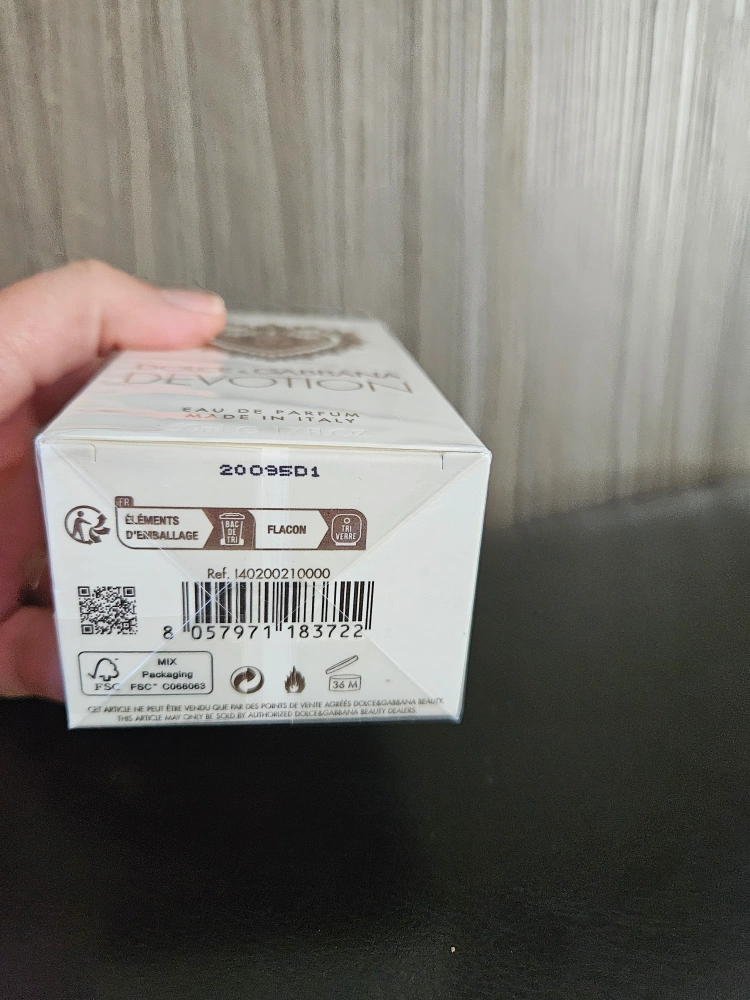 DOLCE & GABBANA
DEVOTION
EAU DE PARFUM
MADE IN ITALY
20095D1
FR
ÉLÉMENTS
D'EMBALLAGE
BAC
DE
TRI
FLACON
TRI
VERRE
Ref. I40200210000
8 057971 183722
MIX
Packaging
FSC
FSC® C068063
36 M
CET ARTICLE NE PEUT ÊTRE VENDU QUE PAR DES POINTS DE VENTE AGRÉÉS DOLCE&GABBANA BEAUTY.
THIS ARTICLE MAY ONLY BE SOLD BY AUTHORIZED DOLCE&GABBANA BEAUTY DEALERS.